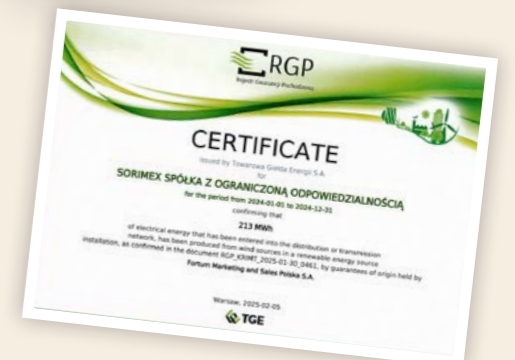 RGP
Rejestr Gwarancji Pochodzenia
CERTIFICATE
issued by Towarowa Giełda Energii S.A.
for
SORIMEX SPÓŁKA Z OGRANICZONĄ ODPOWIEDZIALNOŚCIĄ
for the period from 2024-01-01 to 2024-12-31
confirming that
213 MWh
of electrical energy that has been entered into the distribution or transmission
network, has been produced from wind sources in a renewable energy source
installation, as confirmed in the document RGP_KRIMT_2025-01-30_0461, by guarantees of origin held by
Fortum Marketing and Sales Polska S.A.
Warsaw, 2025-02-05
TGE